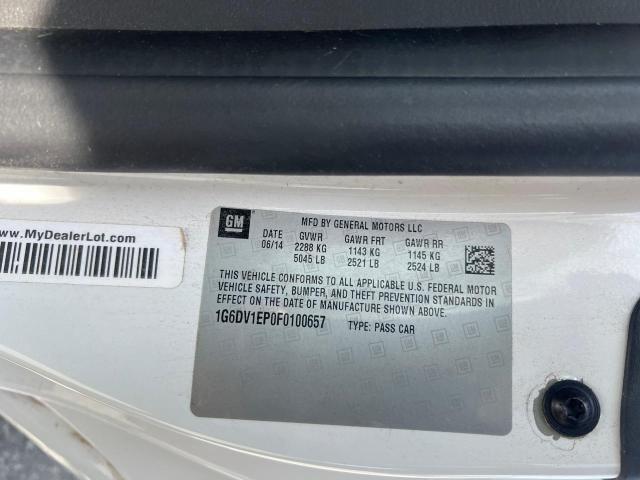 GM
MFD BY GENERAL MOTORS LLC
DATE GVWR GAWR FRT GAWR RR
06/14 2288 KG 1143 KG 1145 KG
5045 LB 2521 LB 2524 LB
THIS VEHICLE CONFORMS TO ALL APPLICABLE U.S. FEDERAL MOTOR
VEHICLE SAFETY, BUMPER, AND THEFT PREVENTION STANDARDS IN
EFFECT ON THE DATE OF MANUFACTURE SHOWN ABOVE.
1G6DV1EP0F0100657 TYPE: PASS CAR
www.MyDealerLot.com